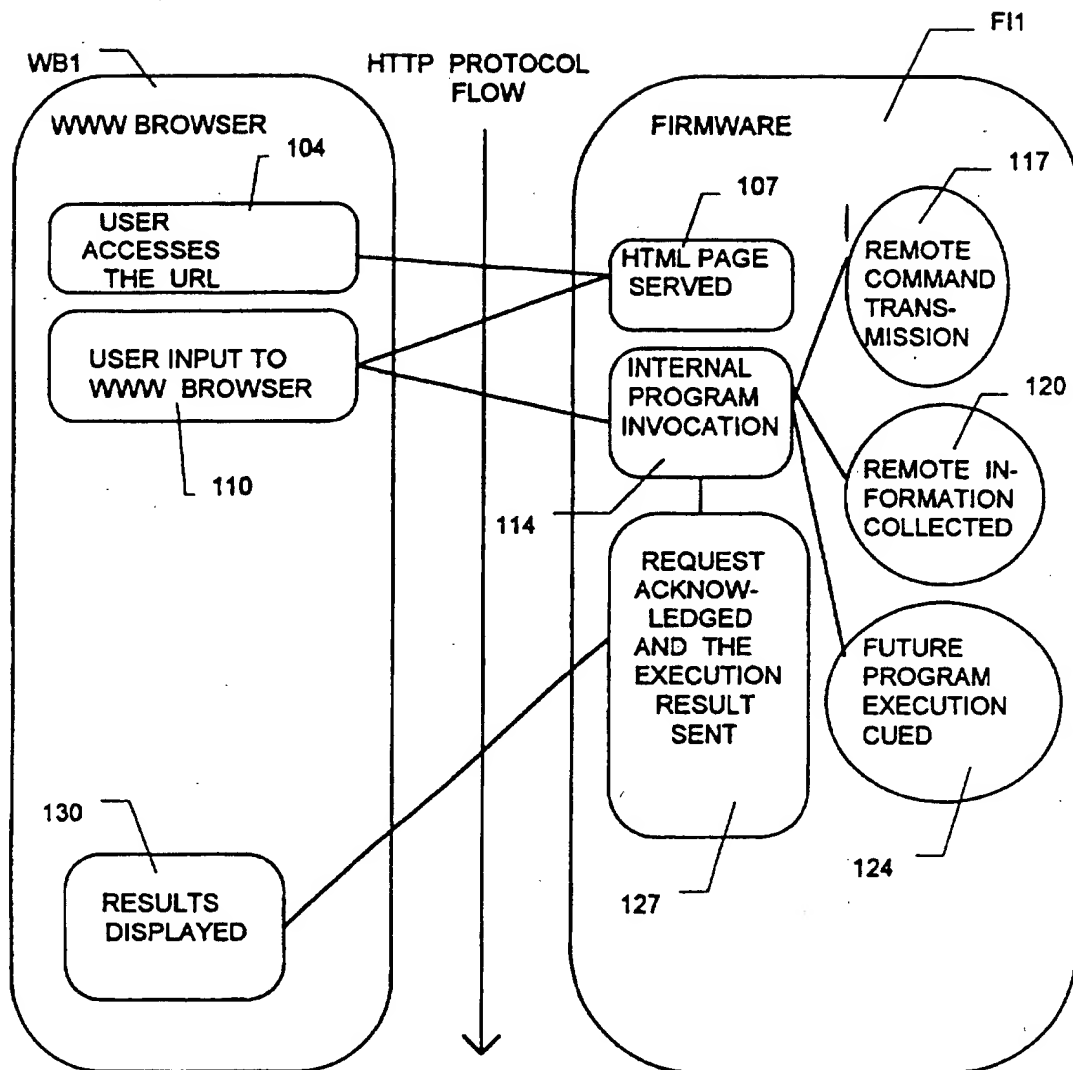 WB1
HTTP PROTOCOL
FLOW
FI1
WWW BROWSER
FIRMWARE
104
107
117
USER
ACCESSES
THE URL
HTML PAGE
SERVED
REMOTE
COMMAND
TRANS-
MISSION
USER INPUT TO
WWW BROWSER
110
INTERNAL
PROGRAM
INVOCATION
114
120
REMOTE IN-
FORMATION
COLLECTED
REQUEST
ACKNOW-
LEDGED
AND THE
EXECUTION
RESULT
SENT
127
FUTURE
PROGRAM
EXECUTION
CUED
124
130
RESULTS
DISPLAYED